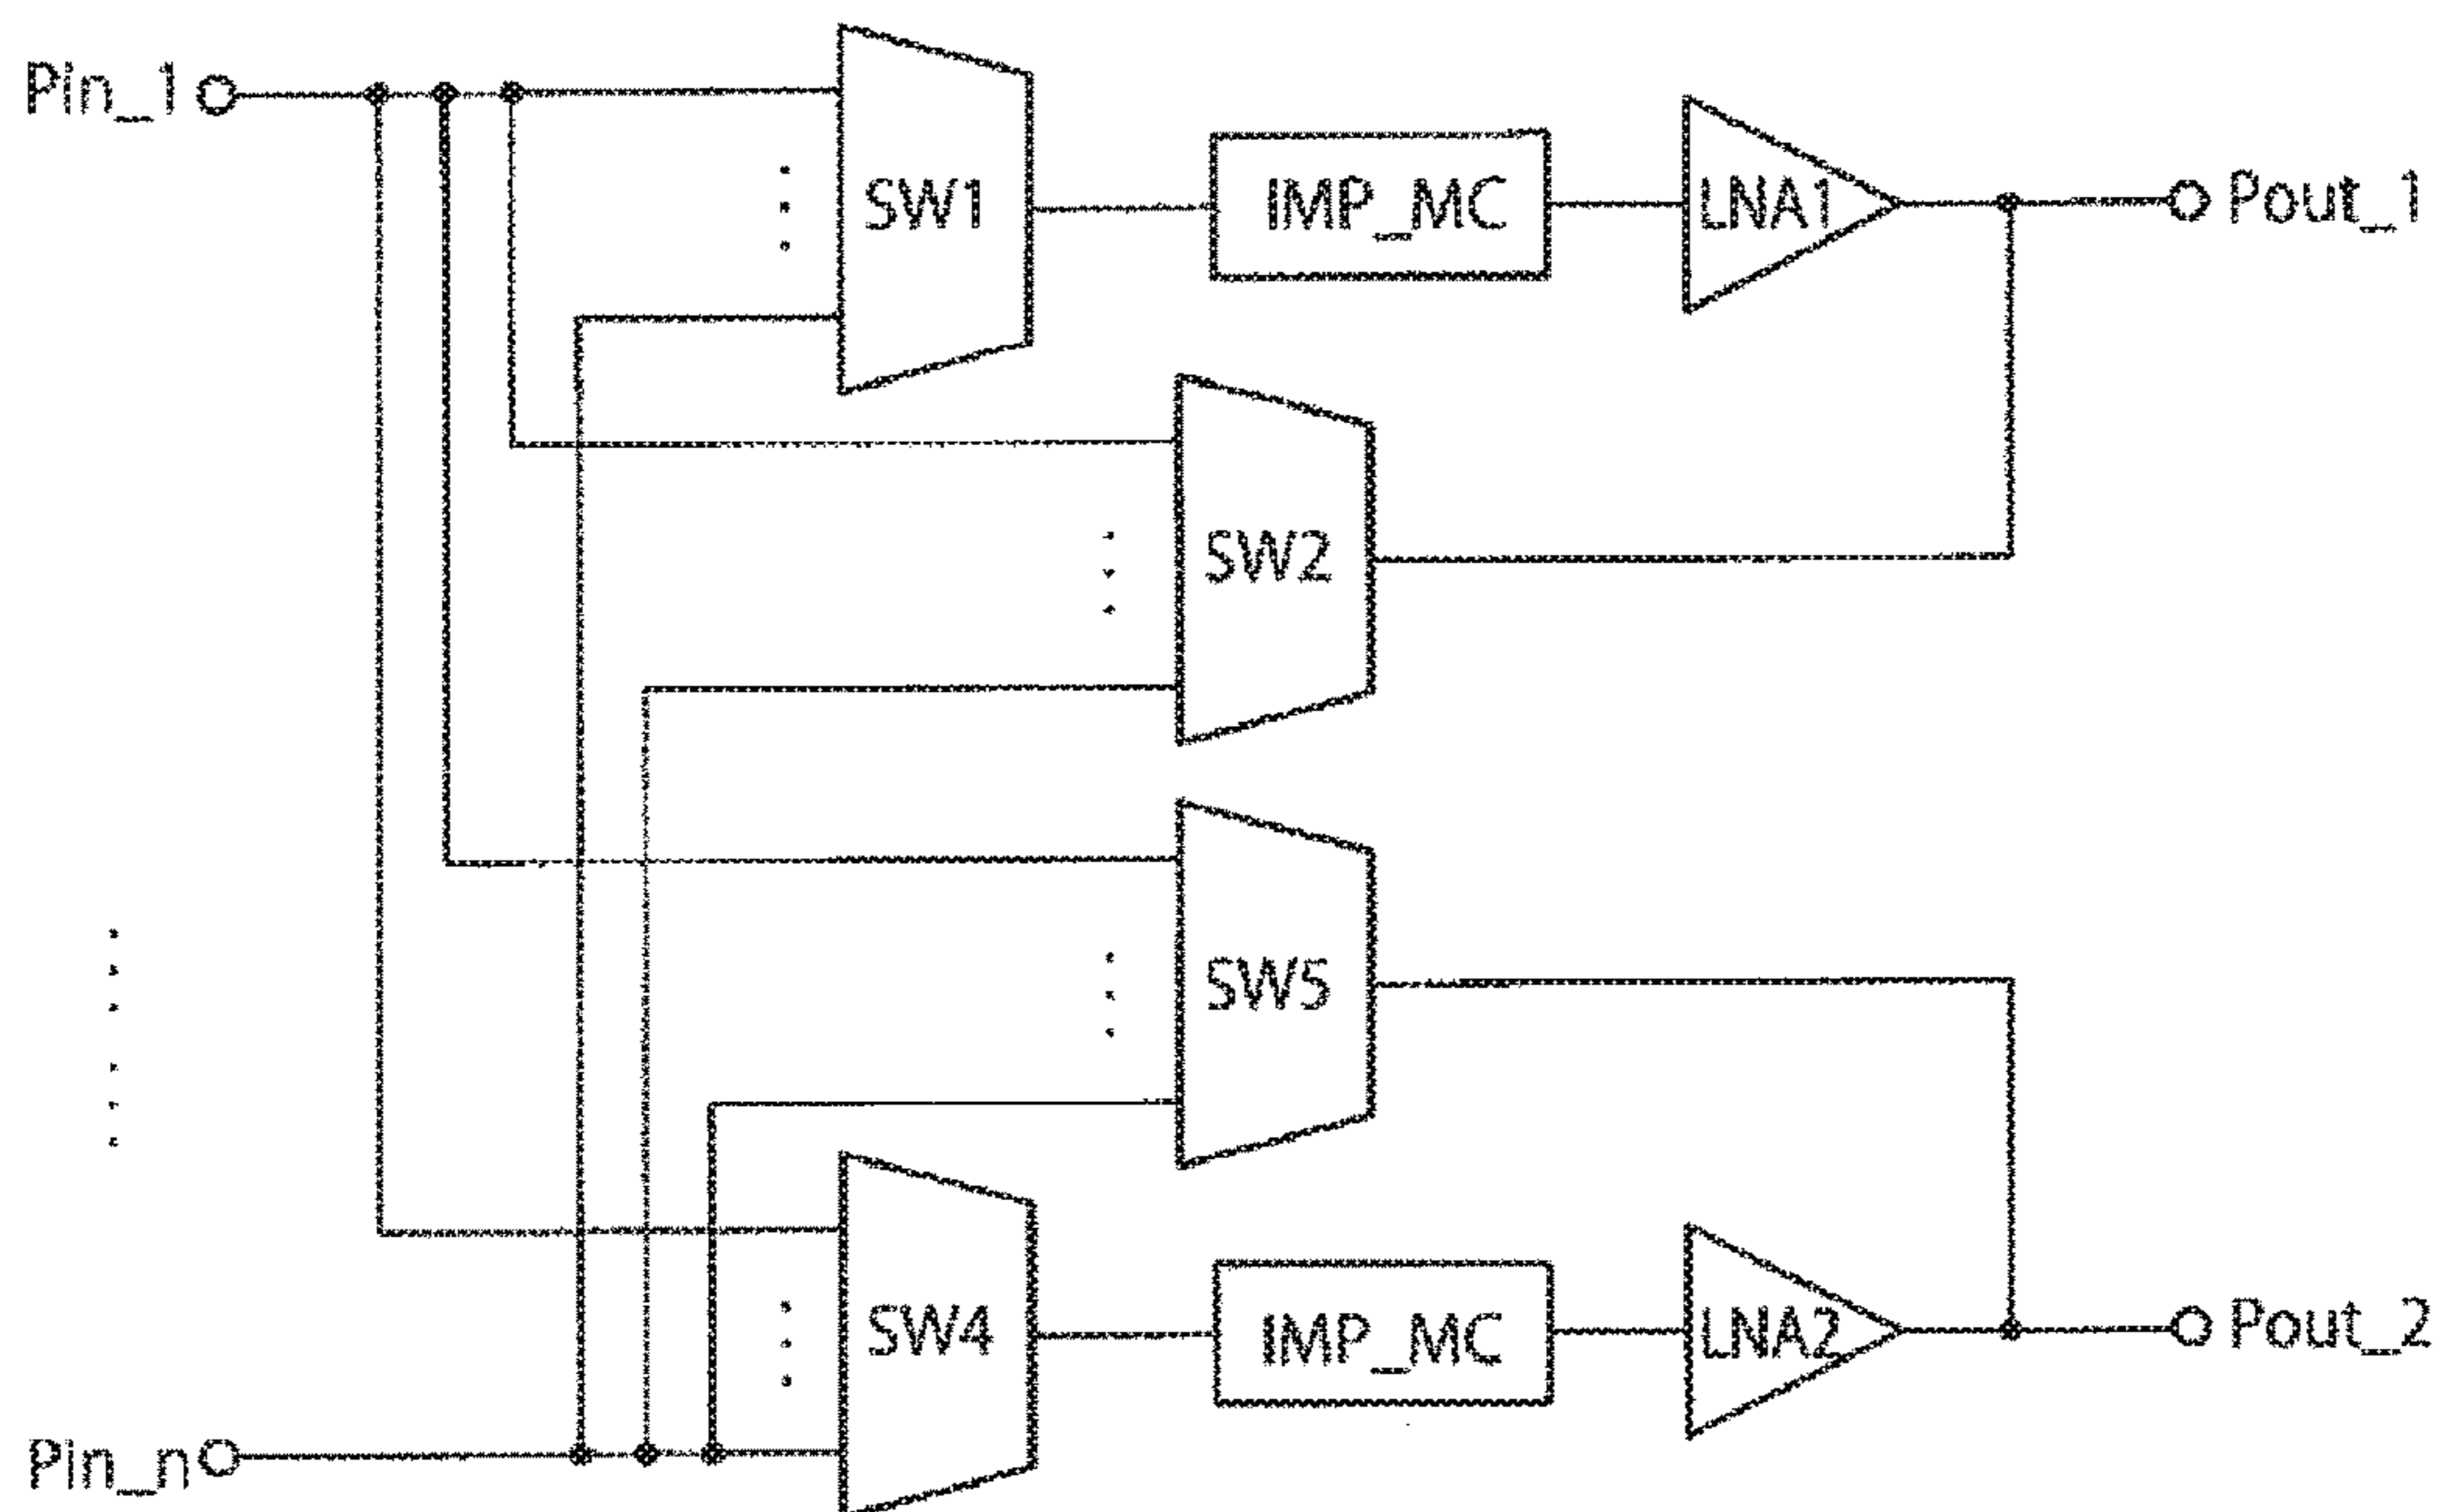 Pin_1
SW1
IMP_MC
LNA1
Pout_1
SW2
SW5
SW4
IMP_MC
LNA2
Pout_2
Pin_n